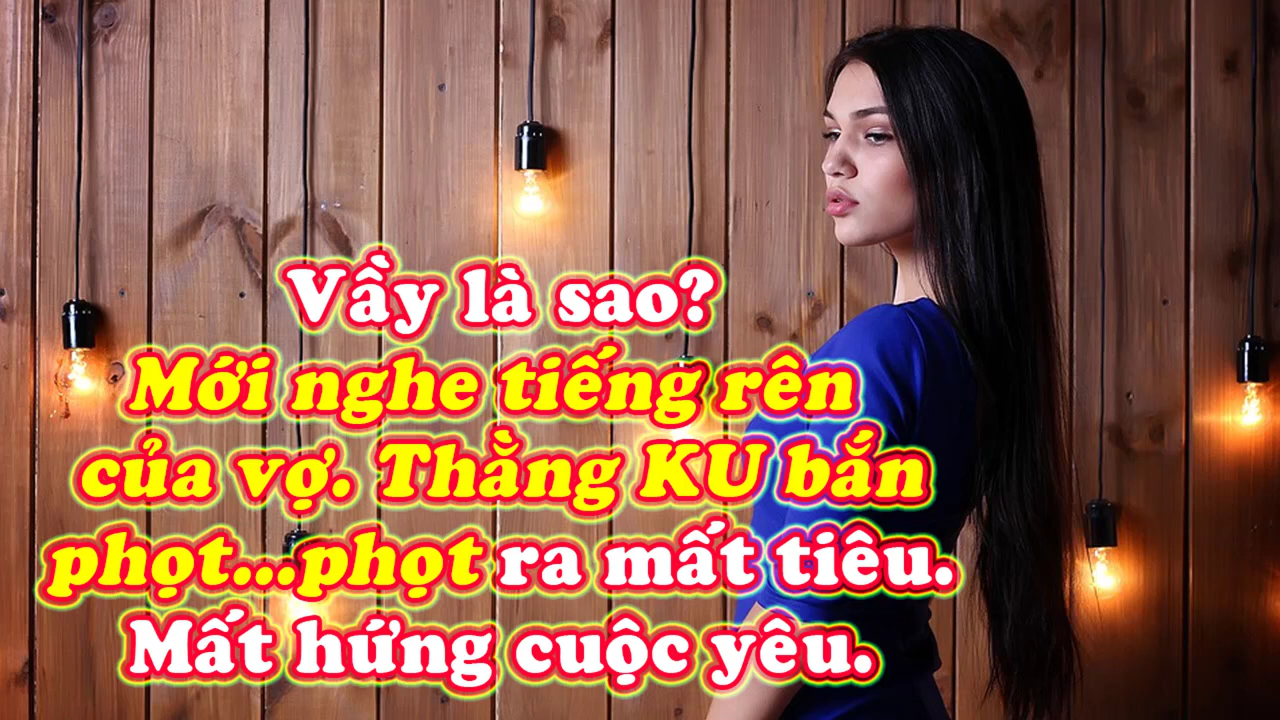 Vầy là sao?
Mới nghe tiếng rên
của vợ. Thằng KU bắn
phọt...phọt ra mất tiêu.
Mất hứng cuộc yêu.